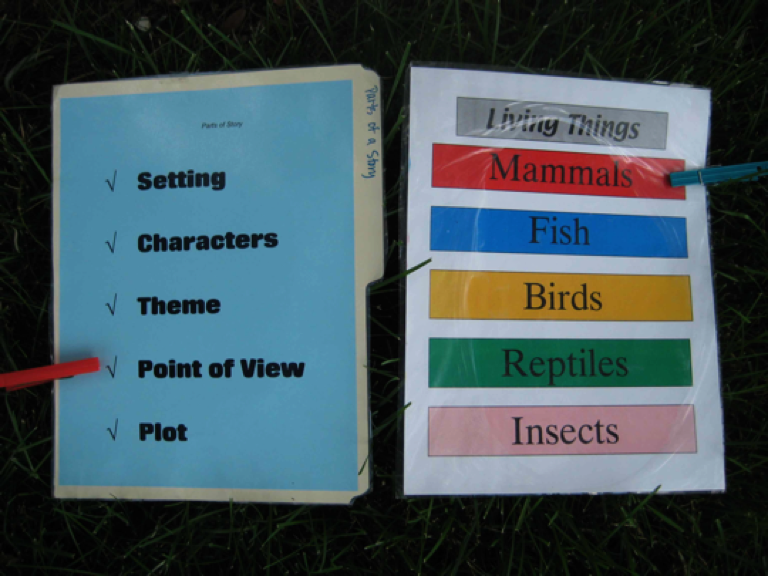 Parts of Story
Parts of a Story
√ Setting
√ Characters
√ Theme
√ Point of View
√ Plot
Living Things
Mammals
Fish
Birds
Reptiles
Insects